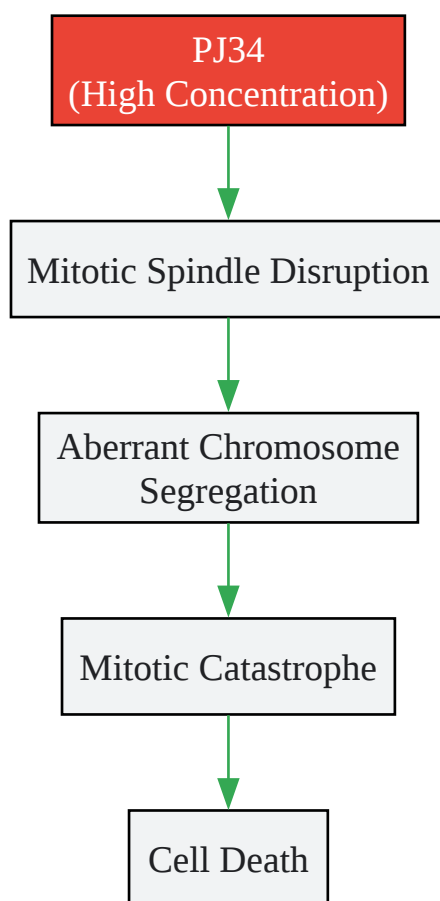 PJ34
(High Concentration)
Mitotic Spindle Disruption
Aberrant Chromosome
Segregation
Mitotic Catastrophe
Cell Death